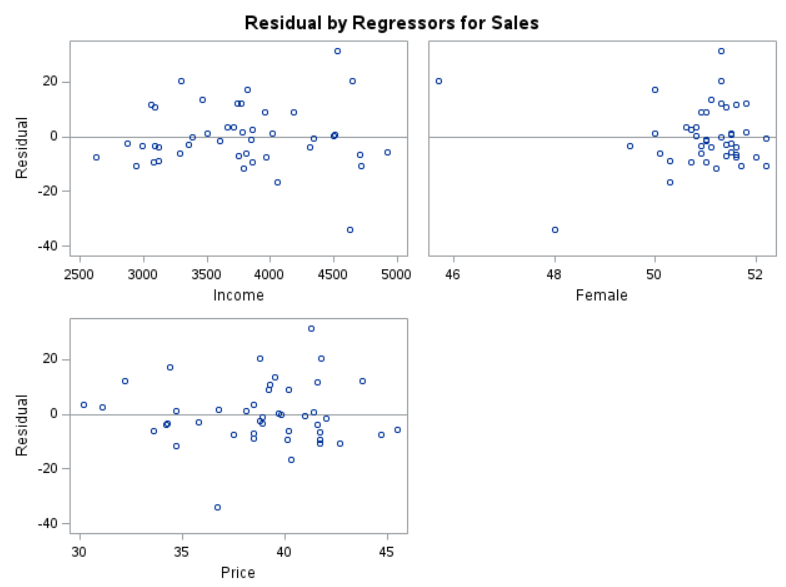 Residual by Regressors for Sales
20
0
-20
-40
Residual
2500 3000 3500 4000 4500 5000
Income
46 48 50 52
Female
20
0
-20
-40
Residual
30 35 40 45
Price